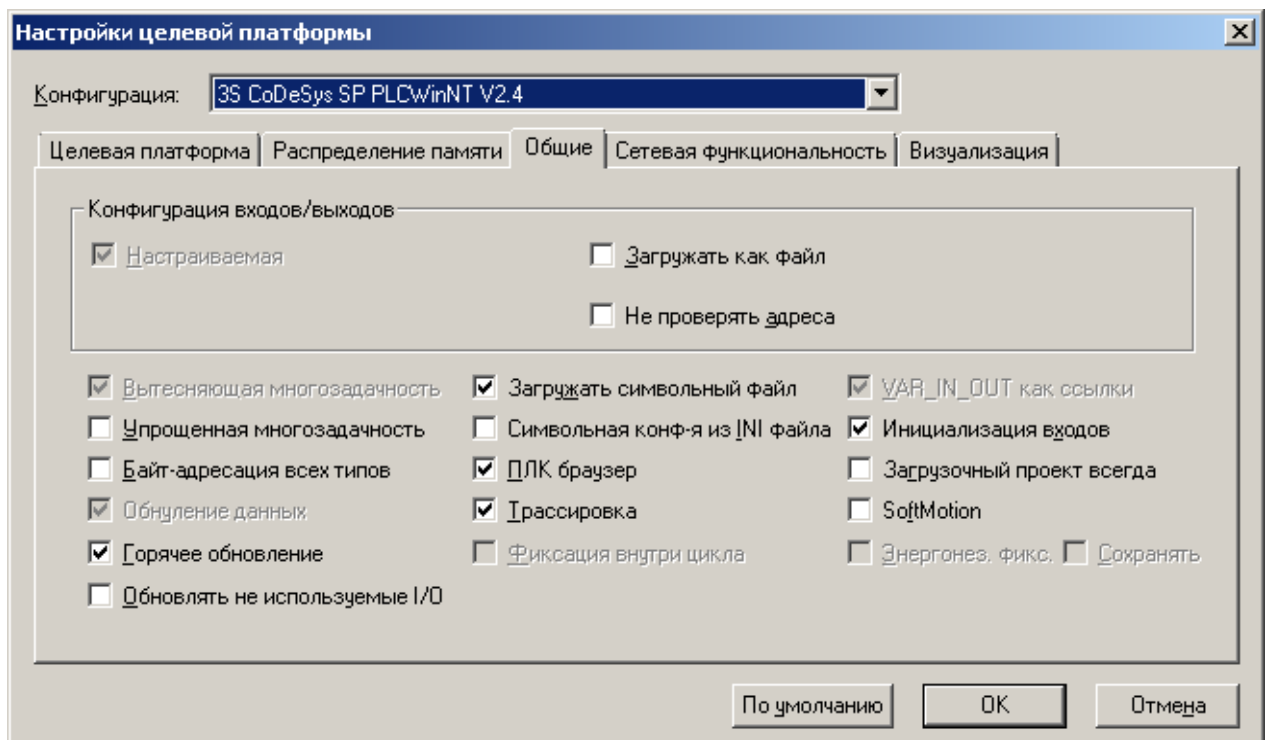 Настройки целевой платформы
Конфигурация: 3S CoDeSys SP PLCWinNT V2.4
Целевая платформа Распределение памяти Общие Сетевая функциональность Визуализация
Конфигурация входов/выходов
Настраиваемая Загружать как файл
Не проверять адреса
Вытесняющая многозадачность Загружать символьный файл VAR_IN_OUT как ссылки
Упрощенная многозадачность Символьная конф-я из INI файла Инициализация входов
Байт-адресация всех типов ПЛК браузер Загрузочный проект всегда
Обнуление данных Трассировка SoftMotion
Горячее обновление Фиксация внутри цикла Энергонез. фикс. Сохранять
Обновлять не используемые I/O
По умолчанию OK Отмена